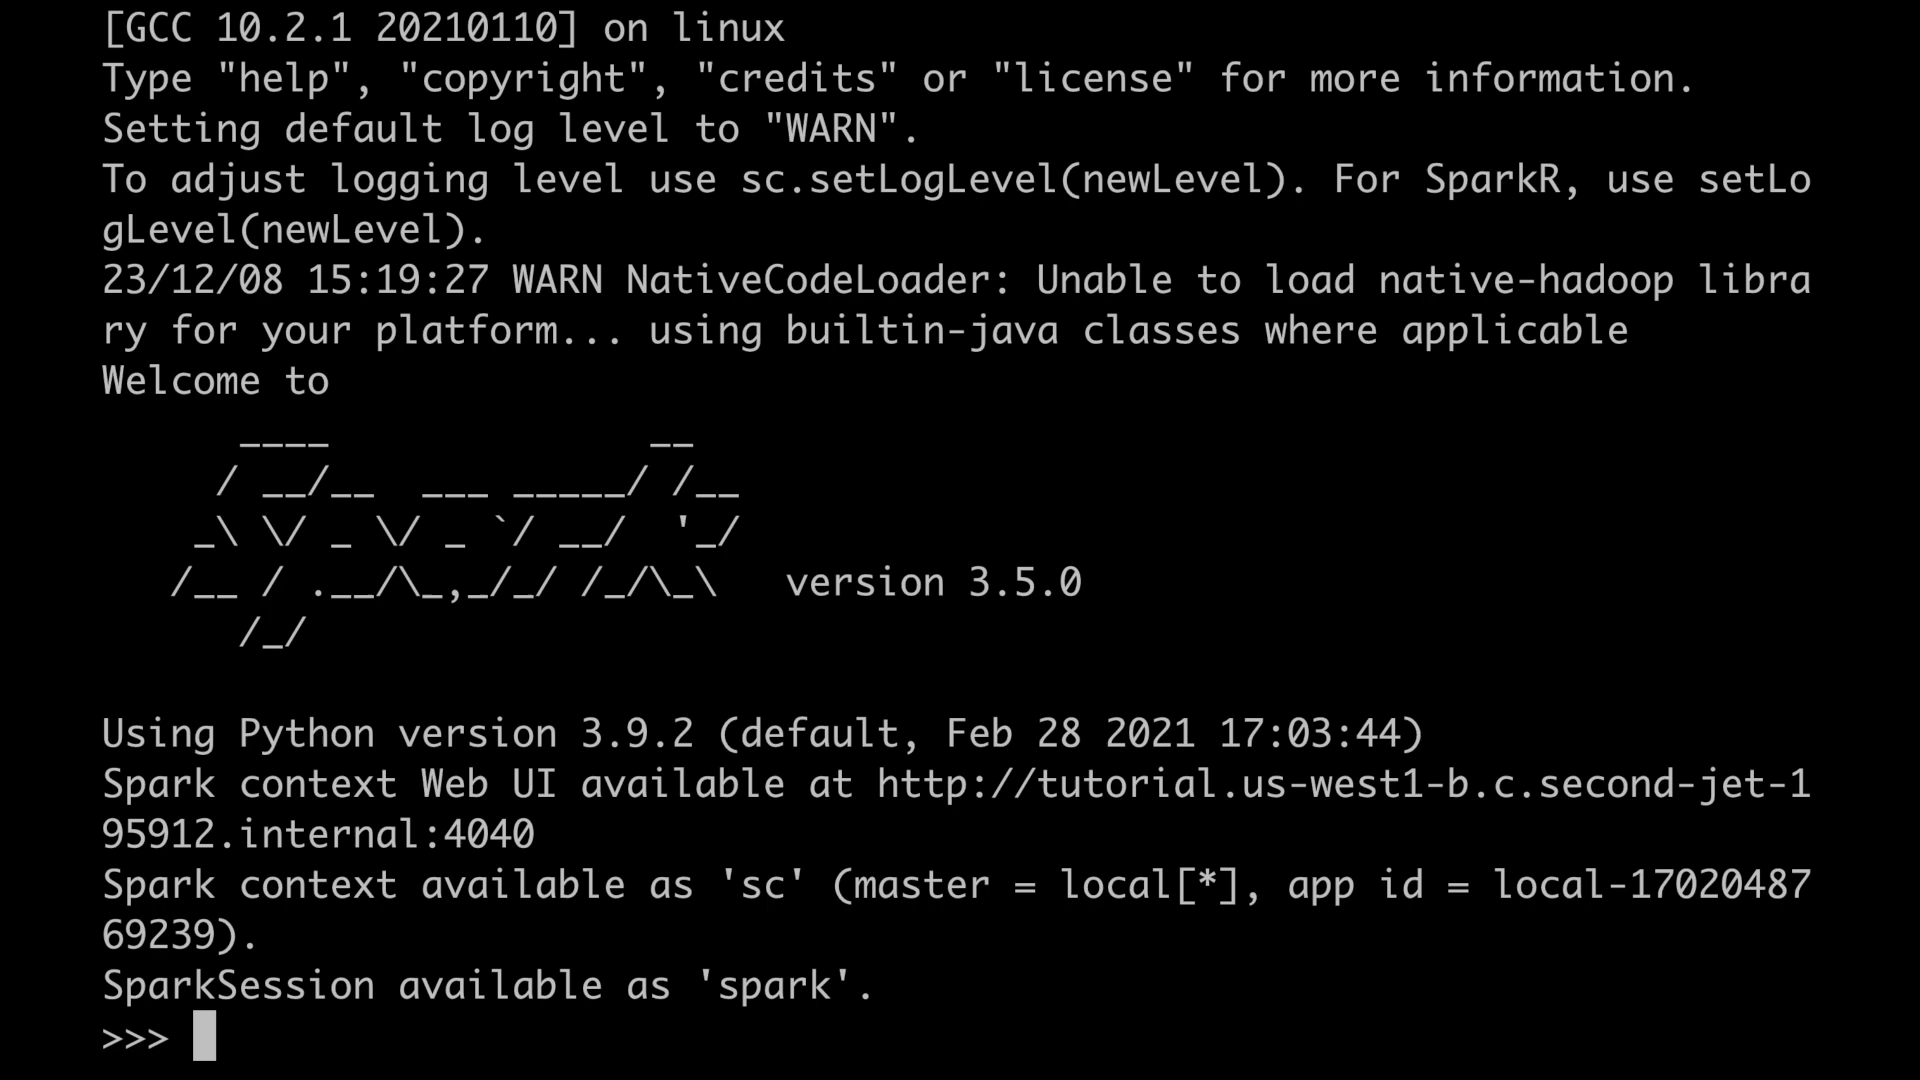 [GCC 10.2.1 20210110] on linux
Type "help", "copyright", "credits" or "license" for more information.
Setting default log level to "WARN".
To adjust logging level use sc.setLogLevel(newLevel). For SparkR, use setLo
gLevel(newLevel).
23/12/08 15:19:27 WARN NativeCodeLoader: Unable to load native-hadoop libra
ry for your platform... using builtin-java classes where applicable
Welcome to
      ____              __
     / __/__  ___ _____/ /__
    _\ \/ _ \/ _ `/ __/  '_/
   /__ / .__/\_,_/_/ /_/\_\   version 3.5.0
      /_/
Using Python version 3.9.2 (default, Feb 28 2021 17:03:44)
Spark context Web UI available at http://tutorial.us-west1-b.c.second-jet-1
95912.internal:4040
Spark context available as 'sc' (master = local[*], app id = local-17020487
69239).
SparkSession available as 'spark'.
>>>